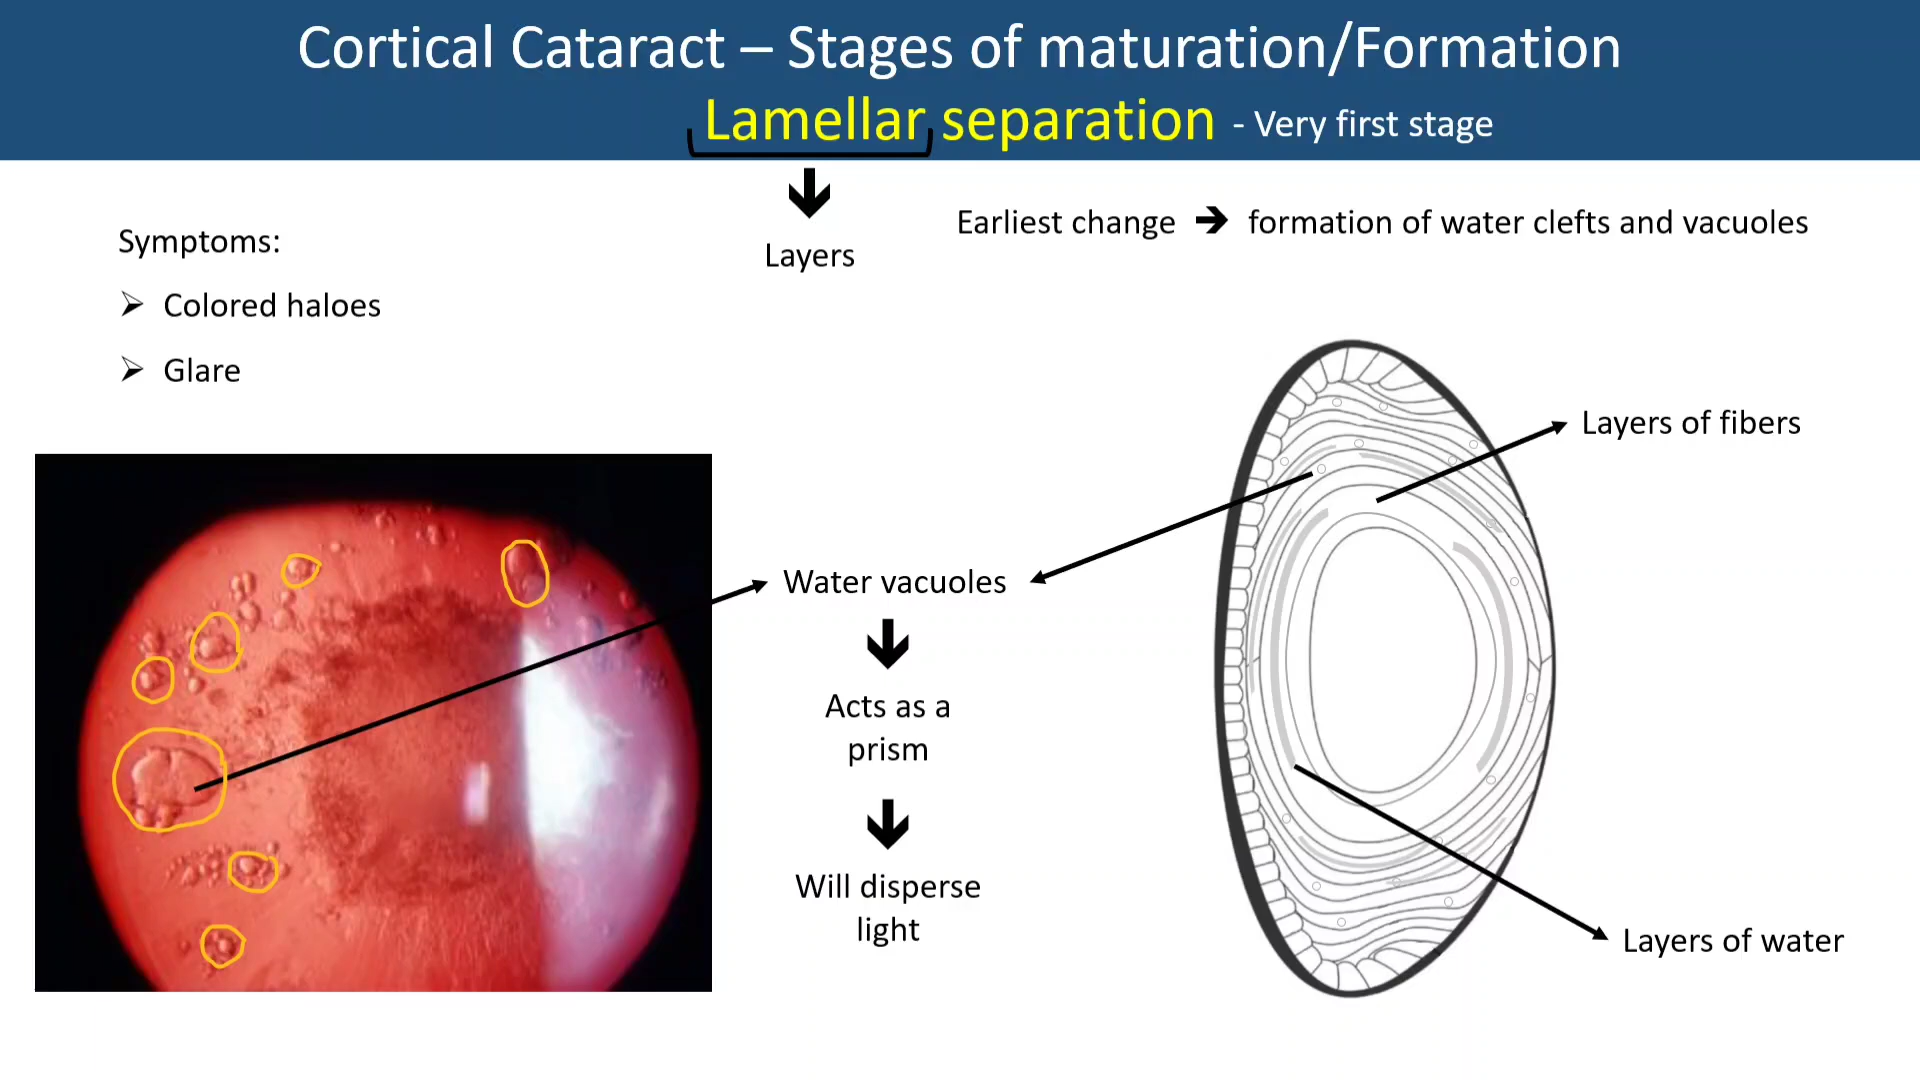 Cortical Cataract – Stages of maturation/Formation
Lamellar separation - Very first stage
Layers
Earliest change → formation of water clefts and vacuoles
Symptoms:
Colored haloes
Glare
Layers of fibers
Water vacuoles
Acts as a
prism
Will disperse
light
Layers of water